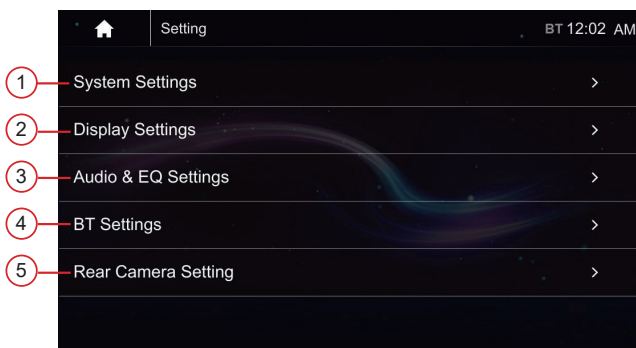 Setting BT 12:02 AM
1 System Settings
2 Display Settings
3 Audio & EQ Settings
4 BT Settings
5 Rear Camera Setting